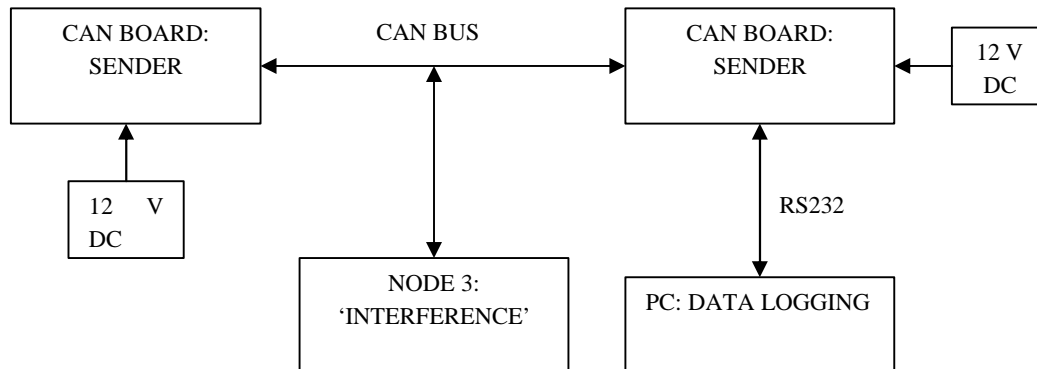 CAN BOARD:
SENDER
CAN BUS
CAN BOARD:
SENDER
12 V
DC
12 V
DC
RS232
NODE 3:
‘INTERFERENCE’
PC: DATA LOGGING